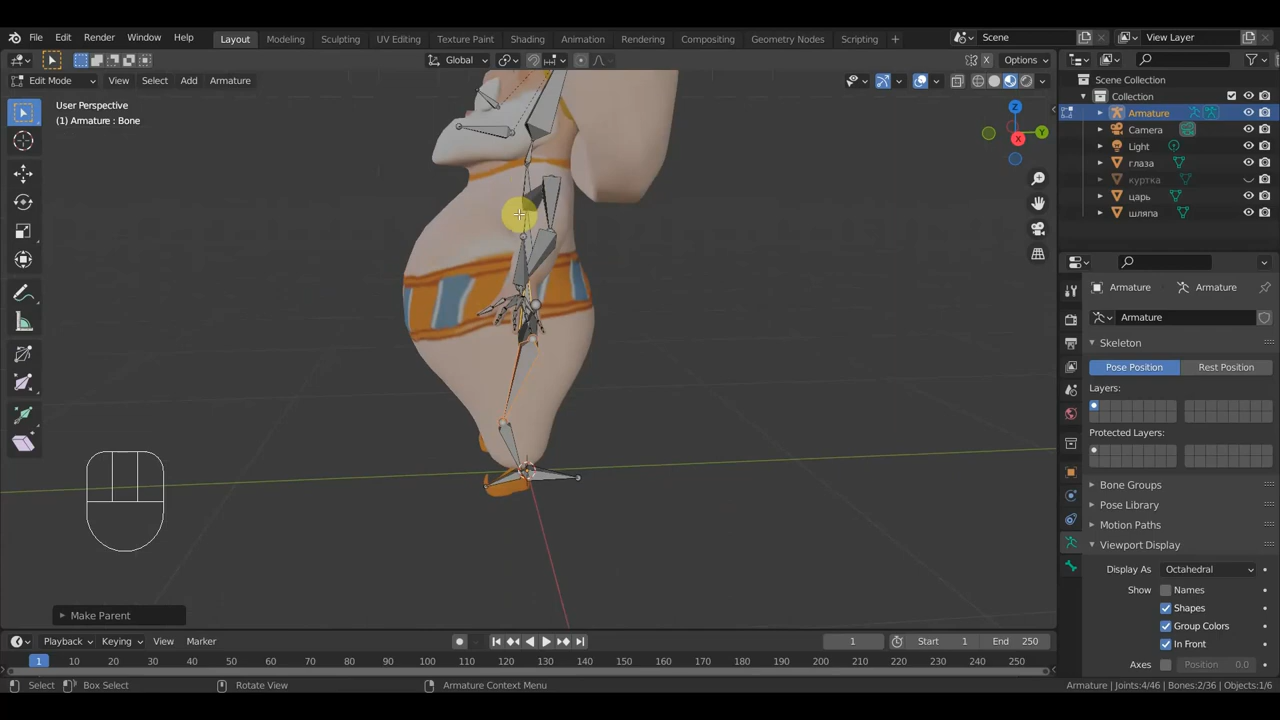 File Edit Render Window Help Layout Modeling Sculpting UV Editing Texture Paint Shading Animation Rendering Compositing Geometry Nodes Scripting + Scene View Layer
Global X Options
Edit Mode View Select Add Armature
User Perspective
(1) Armature : Bone
Z
Y
X
Scene Collection
Collection
Armature
Camera
Light
глаза
куртка
царь
шляпа
Armature Armature
Armature
Skeleton
Pose Position Rest Position
Layers:
Protected Layers:
Bone Groups
Pose Library
Motion Paths
Viewport Display
Display As Octahedral
Show Names
Shapes
Group Colors
In Front
Axes Position 0.0
Make Parent
Playback Keying View Marker 1 Start 1 End 250
1 10 20 30 40 50 60 70 80 90 100 110 120 130 140 150 160 170 180 190 200 210 220 230 240 250
Select Box Select Rotate View Armature Context Menu Armature | Joints:4/46 | Bones:2/36 | Objects:1/6